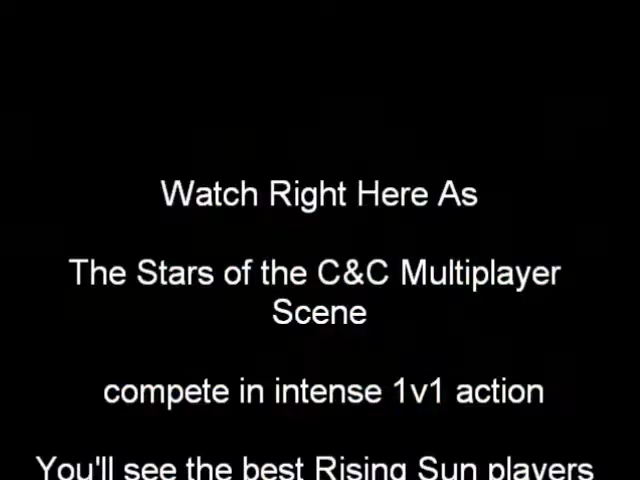 Watch Right Here As
The Stars of the C&C Multiplayer
Scene
compete in intense 1v1 action
You'll see the best Rising Sun players